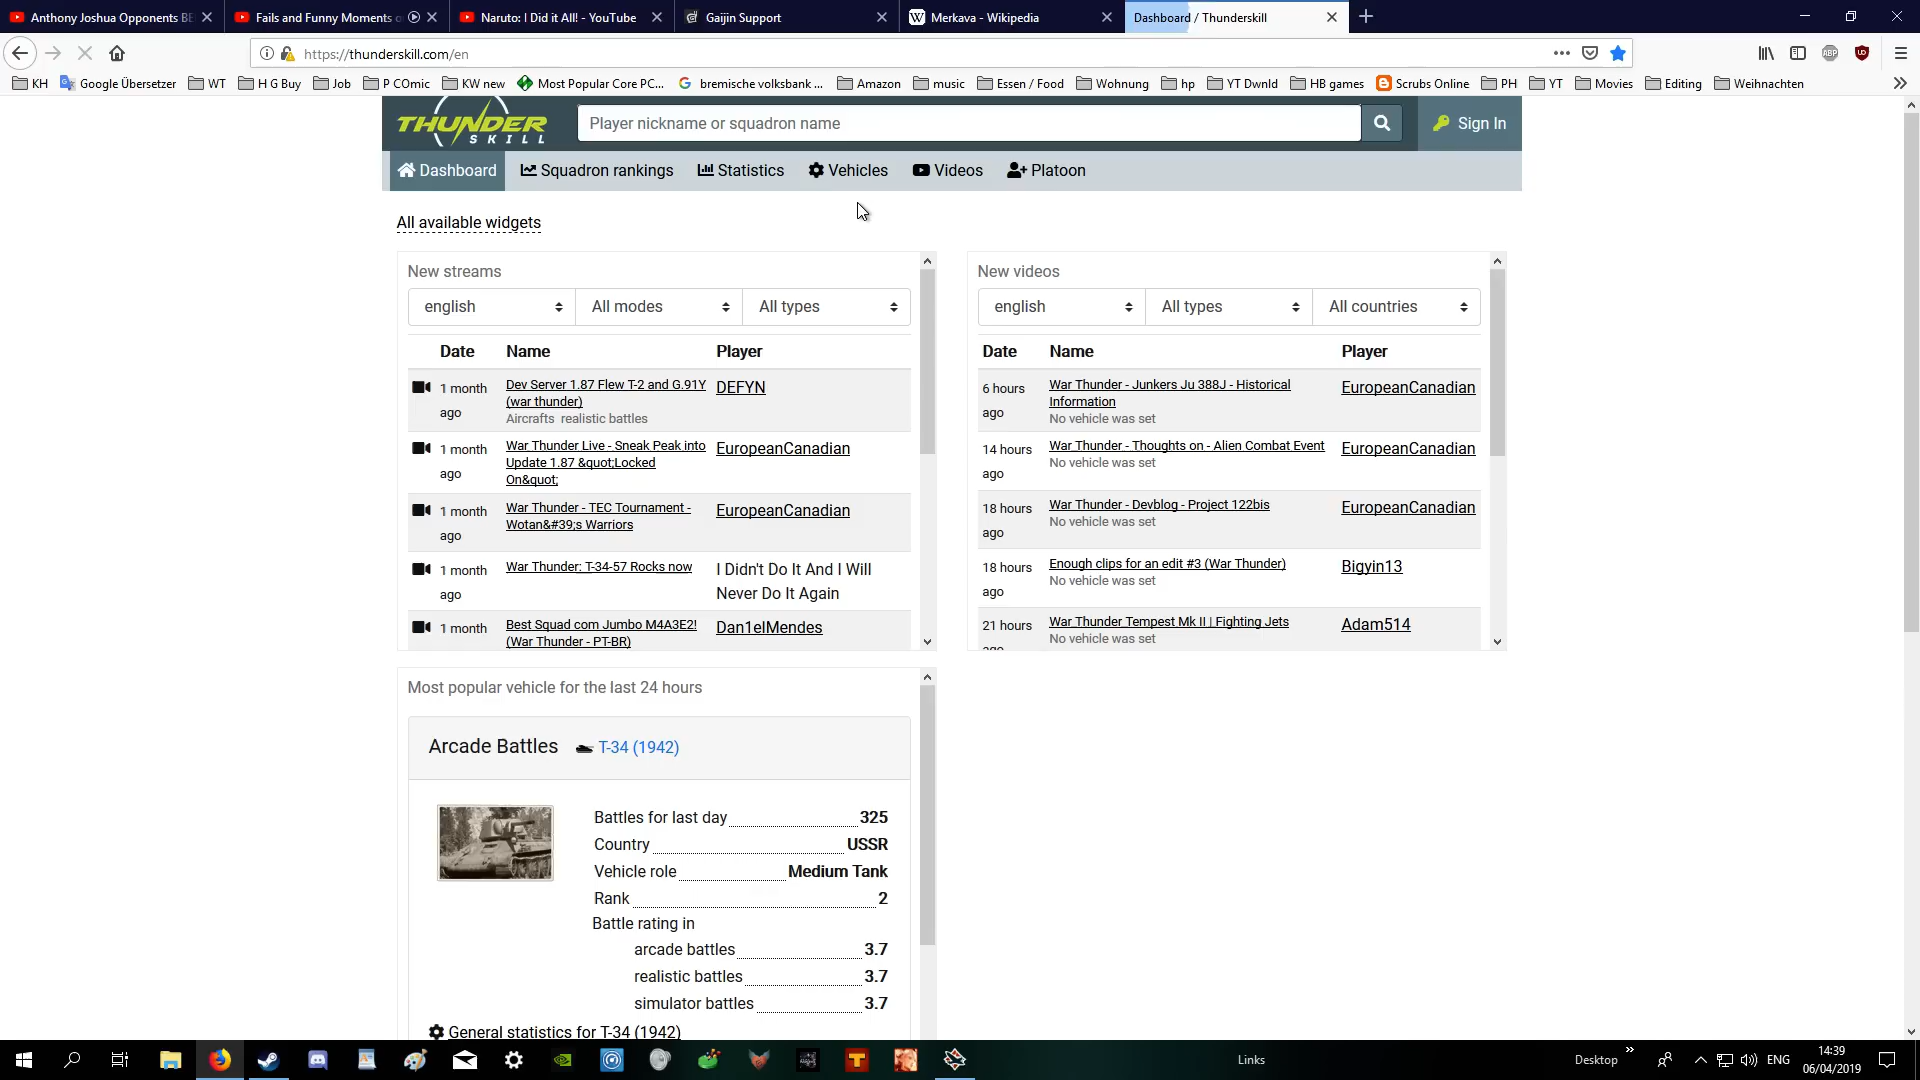 Anthony Joshua Opponents BE
Fails and Funny Moments o
Naruto: I Did it All! - YouTube
Gaijin Support
Merkava - Wikipedia
Dashboard / Thunderskill
https://thunderskill.com/en
KH
Google Übersetzer
WT
H G Buy
Job
P COmic
KW new
Most Popular Core PC...
bremische volksbank ...
Amazon
music
Essen / Food
Wohnung
hp
YT Dwnld
HB games
Scrubs Online
PH
YT
Movies
Editing
Weihnachten
THUNDER
SKILL
Player nickname or squadron name
Sign In
Dashboard
Squadron rankings
Statistics
Vehicles
Videos
Platoon
All available widgets
New streams
english
All modes
All types
Date Name Player
1 month ago
Dev Server 1.87 Flew T-2 and G.91Y
(war thunder)
Aircrafts realistic battles
DEFYN
1 month ago
War Thunder Live - Sneak Peak into
Update 1.87 &quot;Locked
On&quot;
EuropeanCanadian
1 month ago
War Thunder - TEC Tournament -
Wotan&#39;s Warriors
EuropeanCanadian
1 month ago
War Thunder: T-34-57 Rocks now
I Didn't Do It And I Will
Never Do It Again
1 month
Best Squad com Jumbo M4A3E2!
(War Thunder - PT-BR)
Dan1elMendes
New videos
english
All types
All countries
Date Name Player
6 hours ago
War Thunder - Junkers Ju 388J - Historical
Information
No vehicle was set
EuropeanCanadian
14 hours ago
War Thunder - Thoughts on - Alien Combat Event
No vehicle was set
EuropeanCanadian
18 hours ago
War Thunder - Devblog - Project 122bis
No vehicle was set
EuropeanCanadian
18 hours ago
Enough clips for an edit #3 (War Thunder)
No vehicle was set
Bigyin13
21 hours ago
War Thunder Tempest Mk II | Fighting Jets
No vehicle was set
Adam514
Most popular vehicle for the last 24 hours
Arcade Battles T-34 (1942)
Battles for last day 325
Country USSR
Vehicle role Medium Tank
Rank 2
Battle rating in
arcade battles 3.7
realistic battles 3.7
simulator battles 3.7
General statistics for T-34 (1942)
Links
Desktop
ENG
14:39
06/04/2019